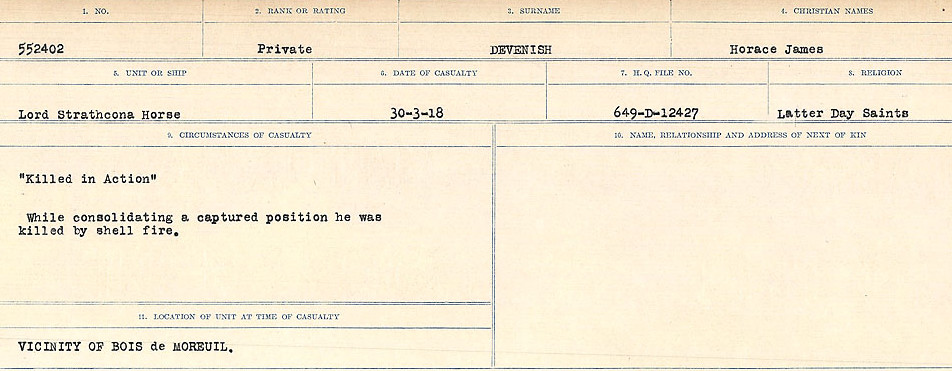 1. NO. 2. RANK OR RATING 3. SURNAME 4. CHRISTIAN NAMES
552402 Private DEVENISH Horace James
5. UNIT OR SHIP 6. DATE OF CASUALTY 7. H.Q. FILE NO. 8. RELIGION
Lord Strathcona Horse 30-3-18 649-D-12427 Latter Day Saints
9. CIRCUMSTANCES OF CASUALTY 10. NAME, RELATIONSHIP AND ADDRESS OF NEXT OF KIN
"Killed in Action"
While consolidating a captured position he was
killed by shell fire.
11. LOCATION OF UNIT AT TIME OF CASUALTY
VICINITY OF BOIS de MOREUIL.